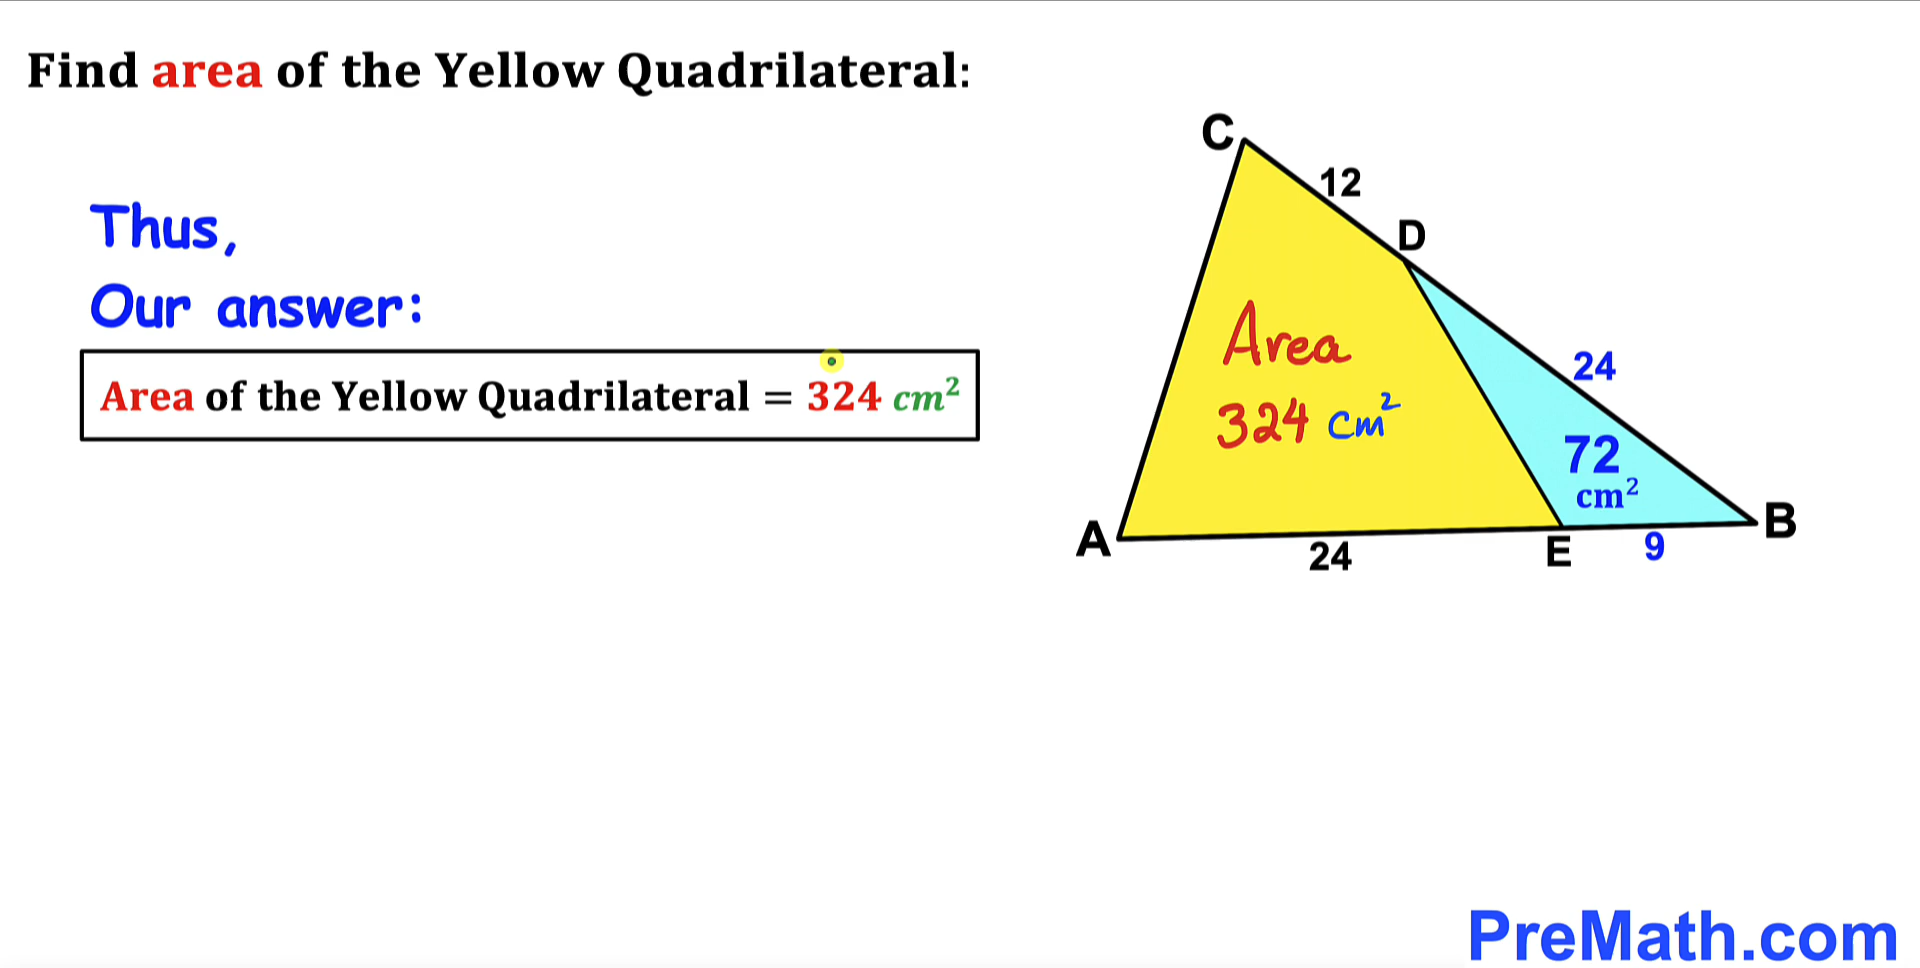 Find area of the Yellow Quadrilateral:
Thus,
Our answer:
Area of the Yellow Quadrilateral = 324 cm²
C
12
D
Area
324 cm²
24
72
cm²
A
24
E
9
B
PreMath.com